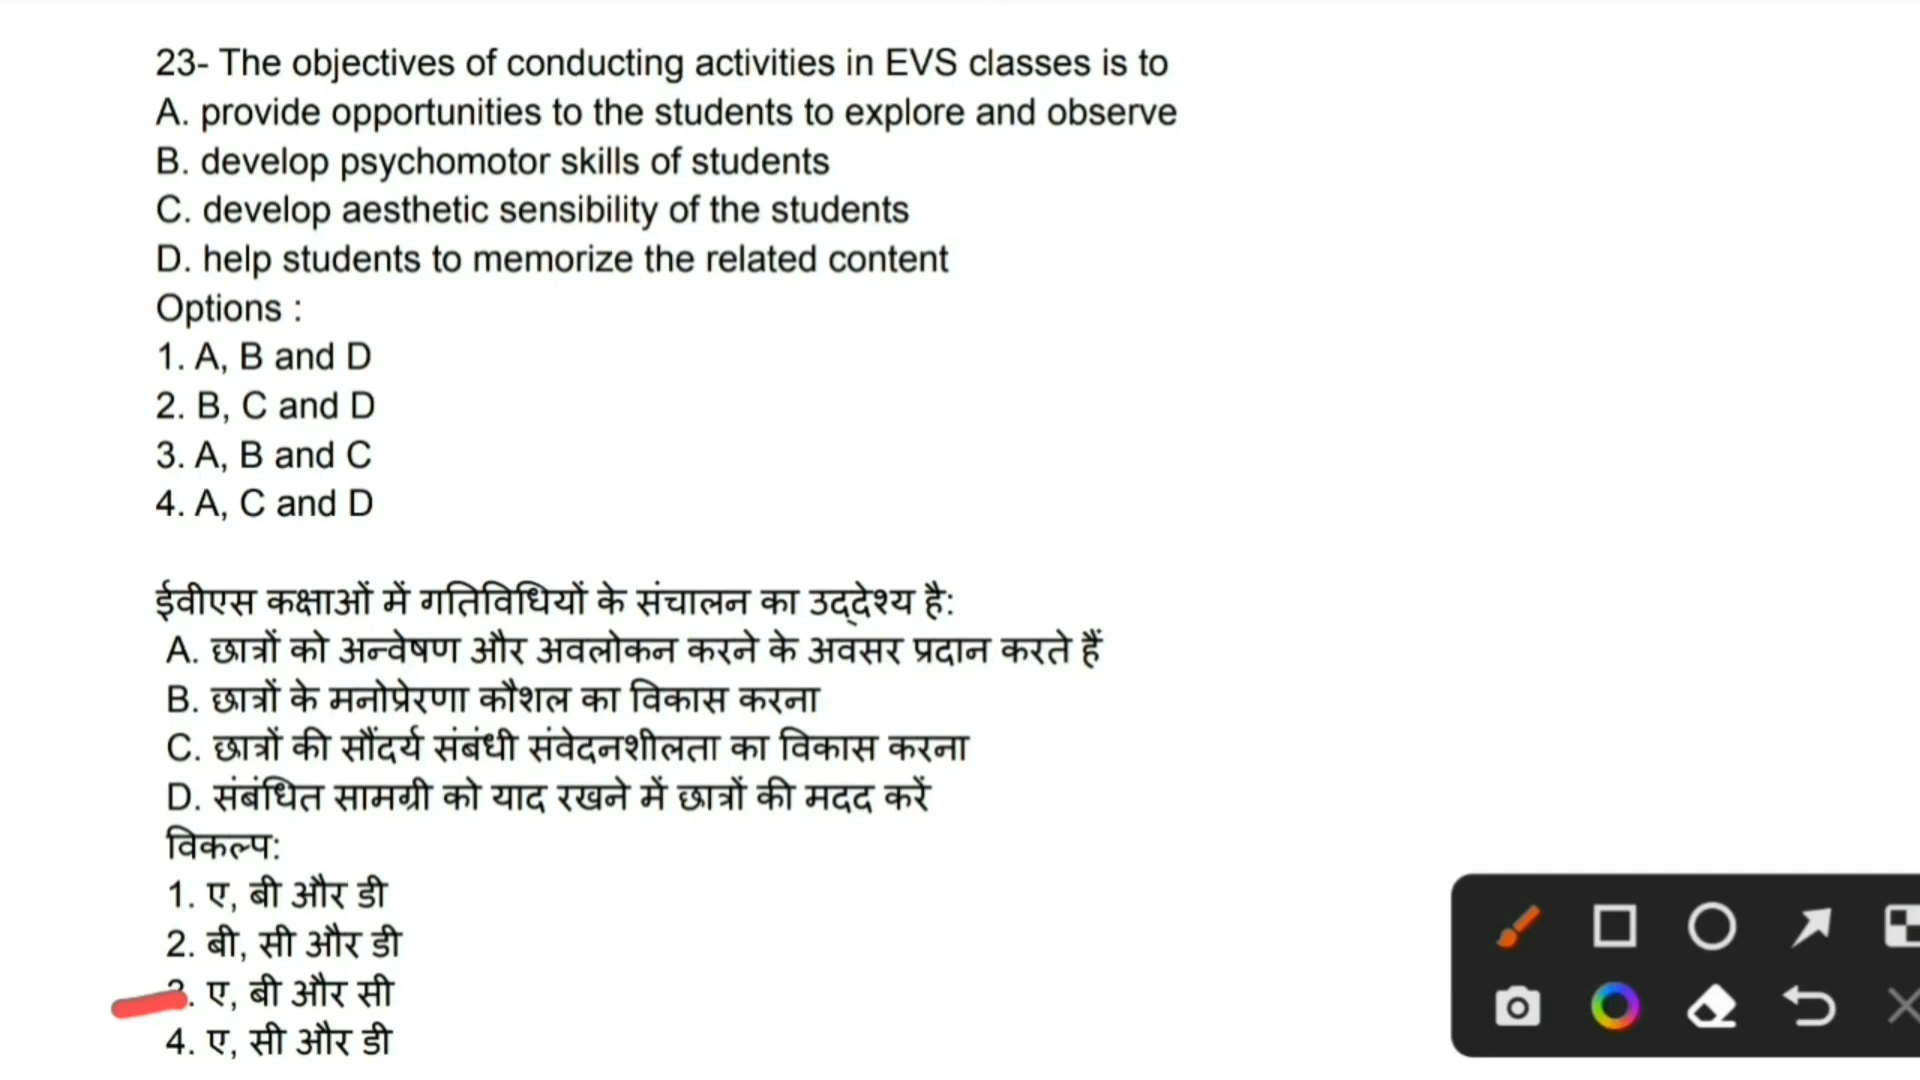 23- The objectives of conducting activities in EVS classes is to
A. provide opportunities to the students to explore and observe
B. develop psychomotor skills of students
C. develop aesthetic sensibility of the students
D. help students to memorize the related content
Options :
1. A, B and D
2. B, C and D
3. A, B and C
4. A, C and D
ईवीएस कक्षाओं में गतिविधियों के संचालन का उद्देश्य है:
A. छात्रों को अन्वेषण और अवलोकन करने के अवसर प्रदान करते हैं
B. छात्रों के मनोप्रेरणा कौशल का विकास करना
C. छात्रों की सौंदर्य संबंधी संवेदनशीलता का विकास करना
D. संबंधित सामग्री को याद रखने में छात्रों की मदद करें
विकल्प:
1. ए, बी और डी
2. बी, सी और डी
3. ए, बी और सी
4. ए, सी और डी